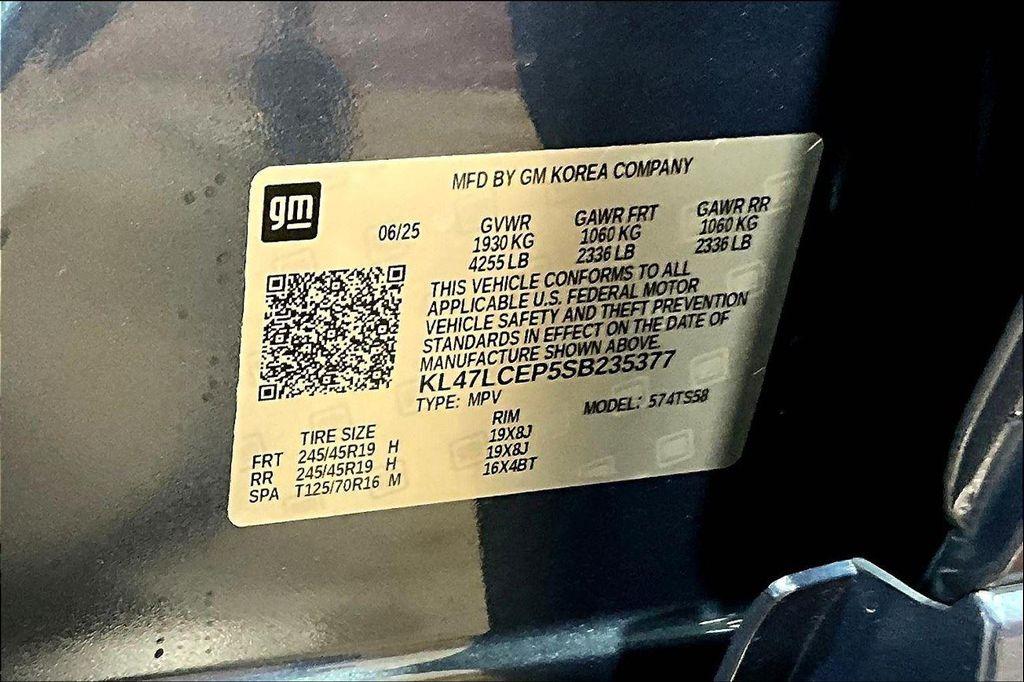 gm
MFD BY GM KOREA COMPANY
06/25
GVWR
1930 KG
4255 LB
GAWR FRT
1060 KG
2336 LB
GAWR RR
1060 KG
2336 LB
THIS VEHICLE CONFORMS TO ALL
APPLICABLE U.S. FEDERAL MOTOR
VEHICLE SAFETY AND THEFT PREVENTION
STANDARDS IN EFFECT ON THE DATE OF
MANUFACTURE SHOWN ABOVE.
KL47LCEP5SB235377
TYPE: MPV
MODEL: 574TS58
TIRE SIZE
RIM
FRT 245/45R19 H 19X8J
RR 245/45R19 H 19X8J
SPA T125/70R16 M 16X4BT